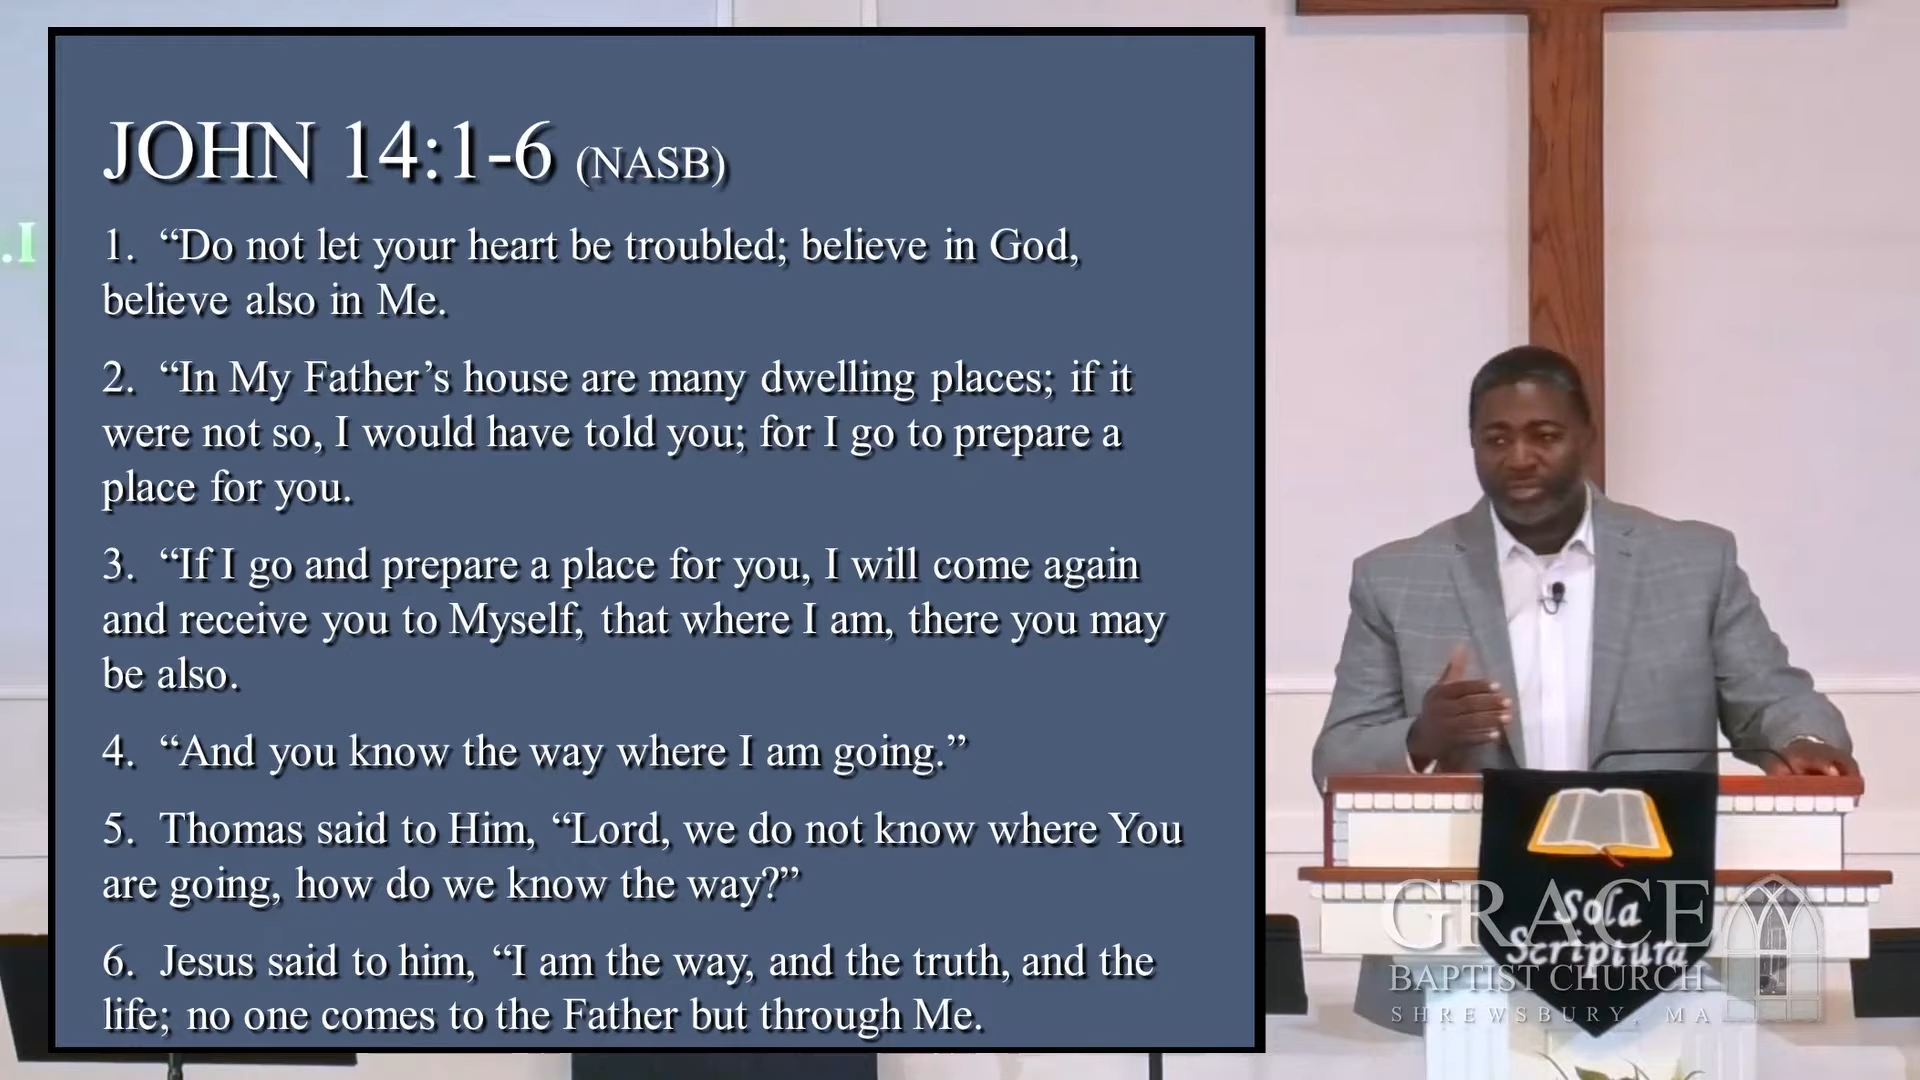 JOHN 14:1-6 (NASB)
1. “Do not let your heart be troubled; believe in God,
believe also in Me.
2. “In My Father’s house are many dwelling places; if it
were not so, I would have told you; for I go to prepare a
place for you.
3. “If I go and prepare a place for you, I will come again
and receive you to Myself, that where I am, there you may
be also.
4. “And you know the way where I am going.”
5. Thomas said to Him, “Lord, we do not know where You
are going, how do we know the way?”
6. Jesus said to him, “I am the way, and the truth, and the
life; no one comes to the Father but through Me.
.I
Sola
Scriptura
GRACE
BAPTIST CHURCH
SHREWSBURY, MA